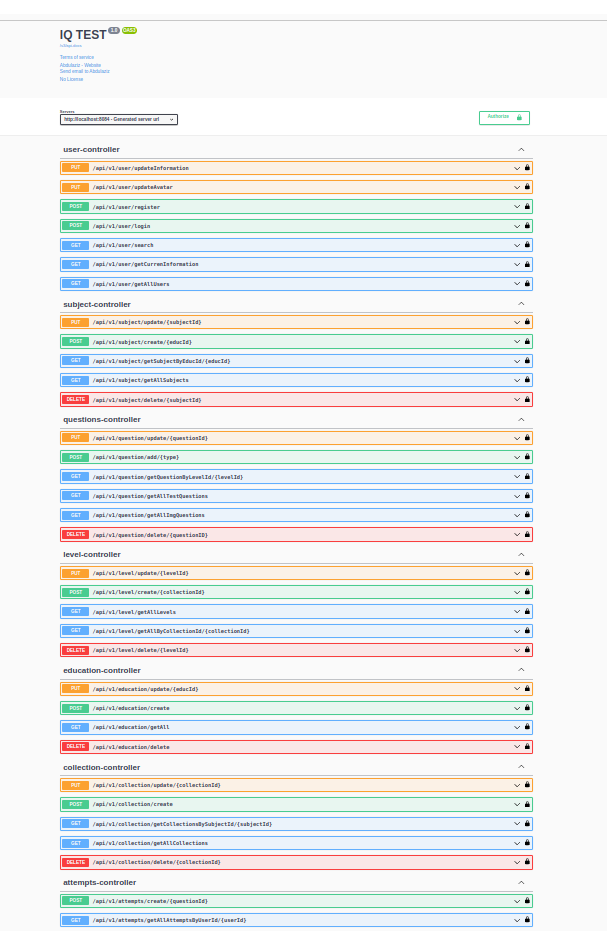 IQ TEST 1.0 OAS3
/v3/api-docs
Terms of service
Abdulaziz - Website
Send email to Abdulaziz
No License
Servers
http://localhost:8084 - Generated server url
Authorize
user-controller
PUT /api/v1/user/updateInformation
PUT /api/v1/user/updateAvatar
POST /api/v1/user/register
POST /api/v1/user/login
GET /api/v1/user/search
GET /api/v1/user/getCurrenInformation
GET /api/v1/user/getAllUsers
subject-controller
PUT /api/v1/subject/update/{subjectId}
POST /api/v1/subject/create/{educId}
GET /api/v1/subject/getSubjectByEducId/{educId}
GET /api/v1/subject/getAllSubjects
DELETE /api/v1/subject/delete/{subjectId}
questions-controller
PUT /api/v1/question/update/{questionId}
POST /api/v1/question/add/{type}
GET /api/v1/question/getQuestionByLevelId/{levelId}
GET /api/v1/question/getAllTestQuestions
GET /api/v1/question/getAllImgQuestions
DELETE /api/v1/question/delete/{questionID}
level-controller
PUT /api/v1/level/update/{levelId}
POST /api/v1/level/create/{collectionId}
GET /api/v1/level/getAllLevels
GET /api/v1/level/getAllByCollectionId/{collectionId}
DELETE /api/v1/level/delete/{levelId}
education-controller
PUT /api/v1/education/update/{educId}
POST /api/v1/education/create
GET /api/v1/education/getAll
DELETE /api/v1/education/delete
collection-controller
PUT /api/v1/collection/update/{collectionId}
POST /api/v1/collection/create
GET /api/v1/collection/getCollectionsBySubjectId/{subjectId}
GET /api/v1/collection/getAllCollections
DELETE /api/v1/collection/delete/{collectionId}
attempts-controller
POST /api/v1/attempts/create/{questionId}
GET /api/v1/attempts/getAllAttemptsByUserId/{userId}